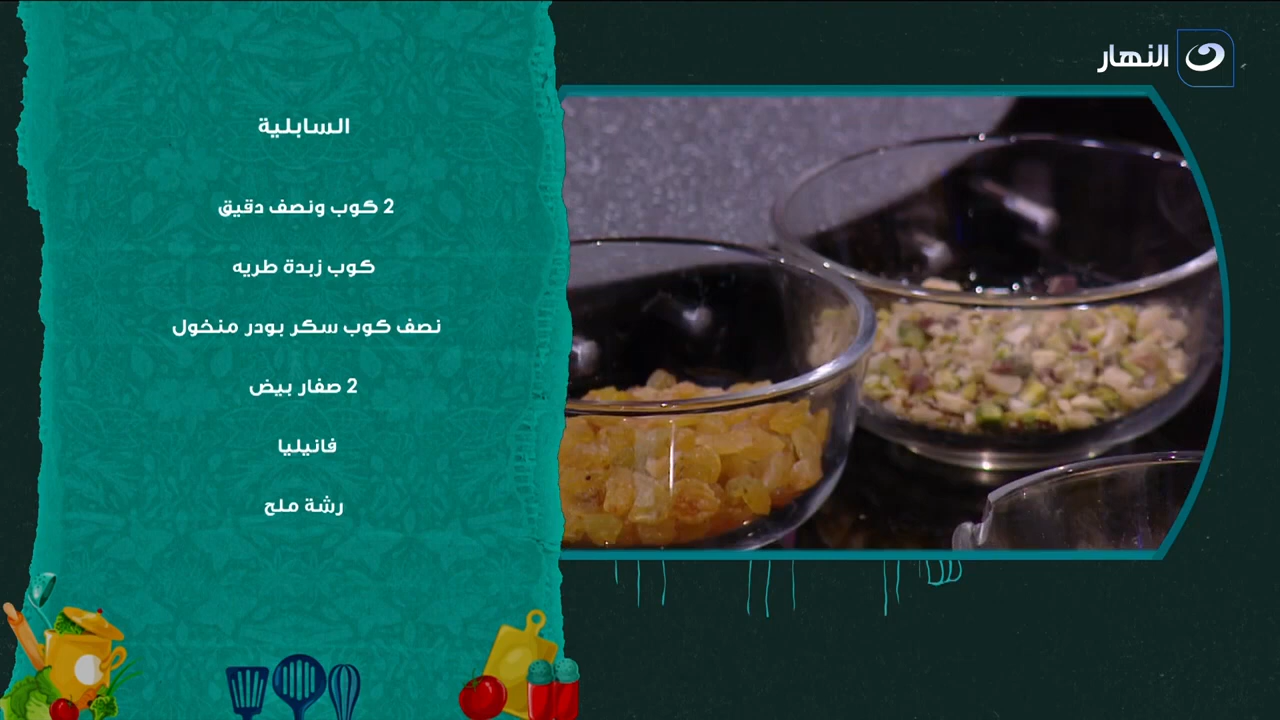 النهار
السابلية
2 كوب ونصف دقيق
كوب زبدة طريه
نصف كوب سكر بودر منخول
2 صفار بيض
فانيليا
رشة ملح